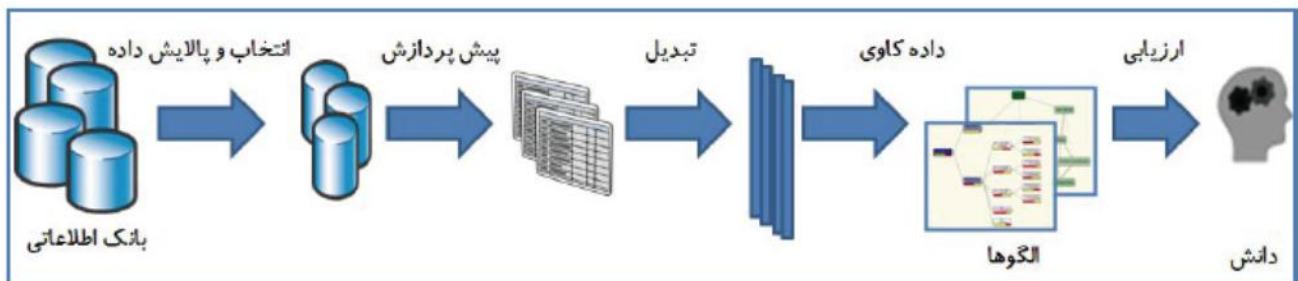 انتخاب و پالایش داده
پیش پردازش
تبدیل
داده کاوی
ارزیابی
بانک اطلاعاتی
الگوها
دانش